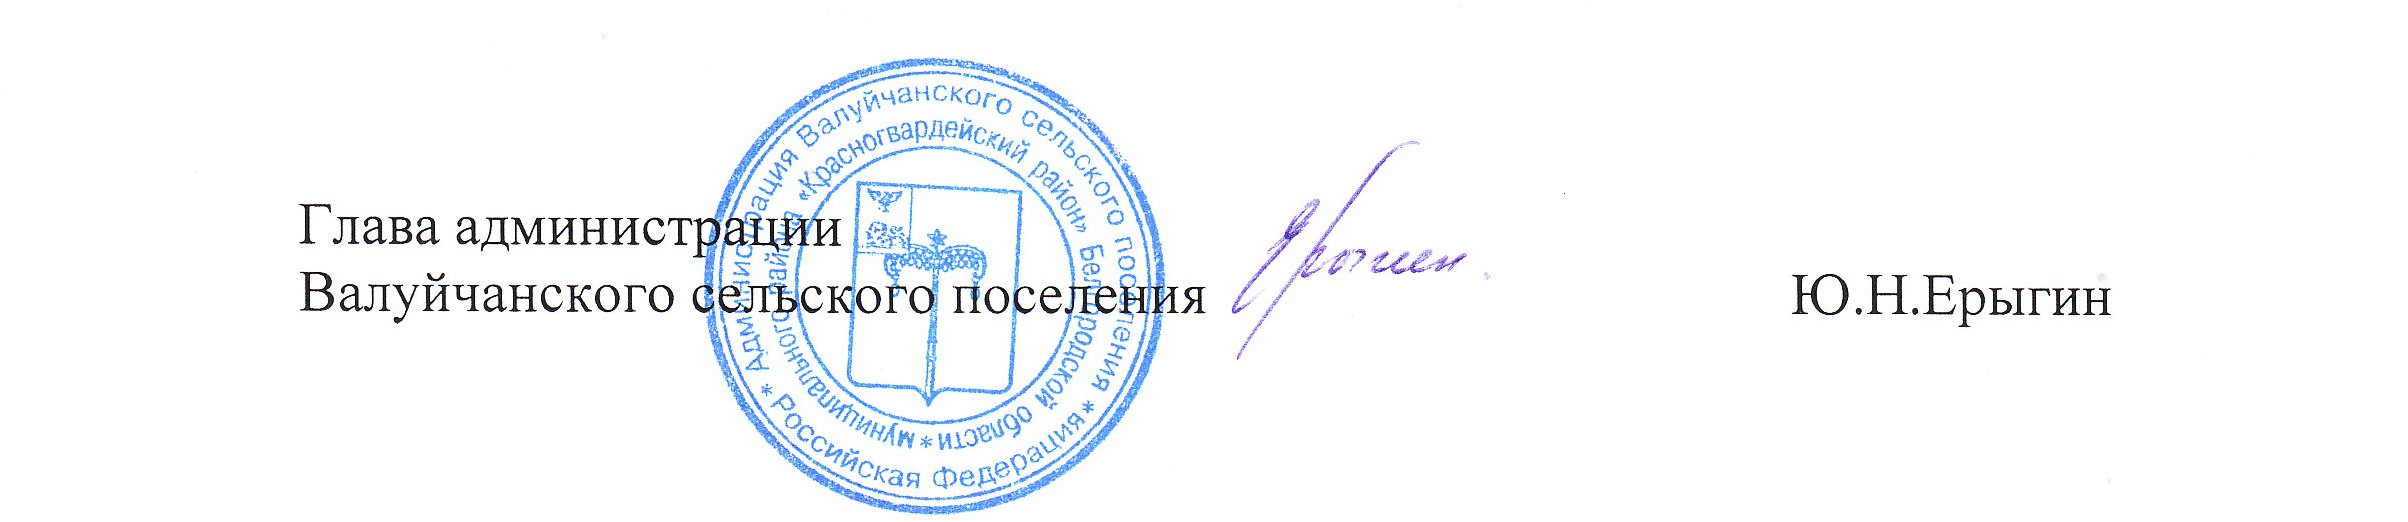 Глава администрации
Валуйчанского сельского поселения
Ю.Н.Ерыгин
* Администрация Валуйчанского сельского поселения * Российская Федерация
муниципального района «Красногвардейский район» Белгородской области *